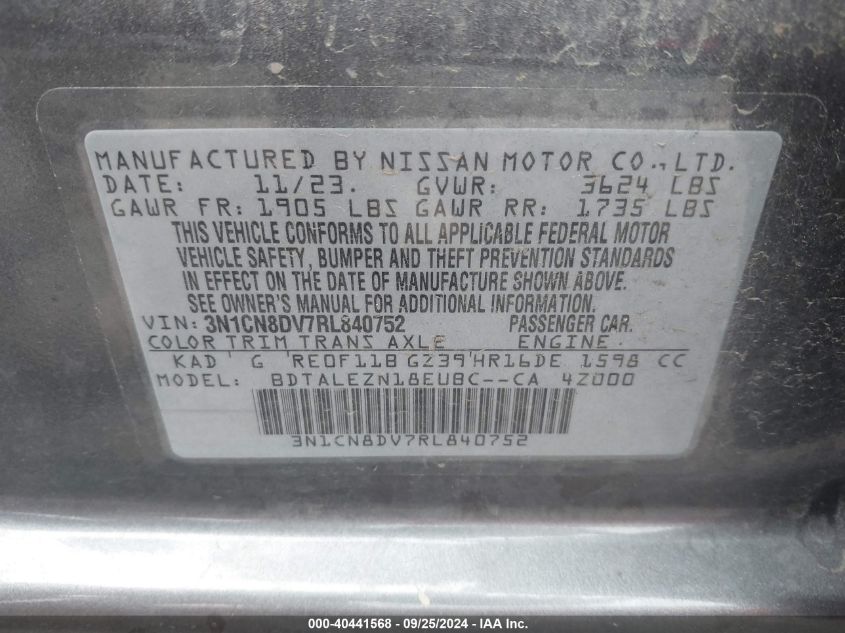 MANUFACTURED BY NISSAN MOTOR CO., LTD.
DATE: 11/23. GVWR: 3624 LBS
GAWR FR: 1905 LBS GAWR RR: 1735 LBS
THIS VEHICLE CONFORMS TO ALL APPLICABLE FEDERAL MOTOR
VEHICLE SAFETY, BUMPER AND THEFT PREVENTION STANDARDS
IN EFFECT ON THE DATE OF MANUFACTURE SHOWN ABOVE.
SEE OWNER'S MANUAL FOR ADDITIONAL INFORMATION.
VIN: 3N1CN8DV7RL840752 PASSENGER CAR.
COLOR TRIM TRANS AXLE ENGINE
KAD G RE0F11B G239 HR16DE 1598 CC
MODEL: BDTALEZN18EUBC--CA 4Z000
3N1CN8DV7RL840752
000-40441568 - 09/25/2024 - IAA Inc.